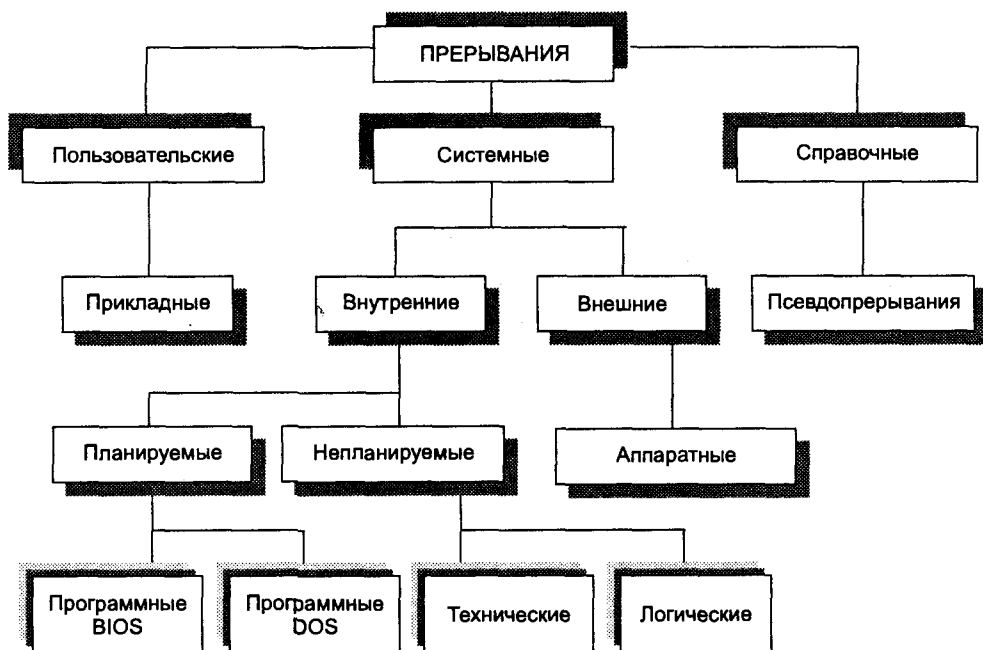 ПРЕРЫВАНИЯ
Пользовательские
Системные
Справочные
Прикладные
Внутренние
Внешние
Псевдопрерывания
Планируемые
Непланируемые
Аппаратные
Программные
BIOS
Программные
DOS
Технические
Логические